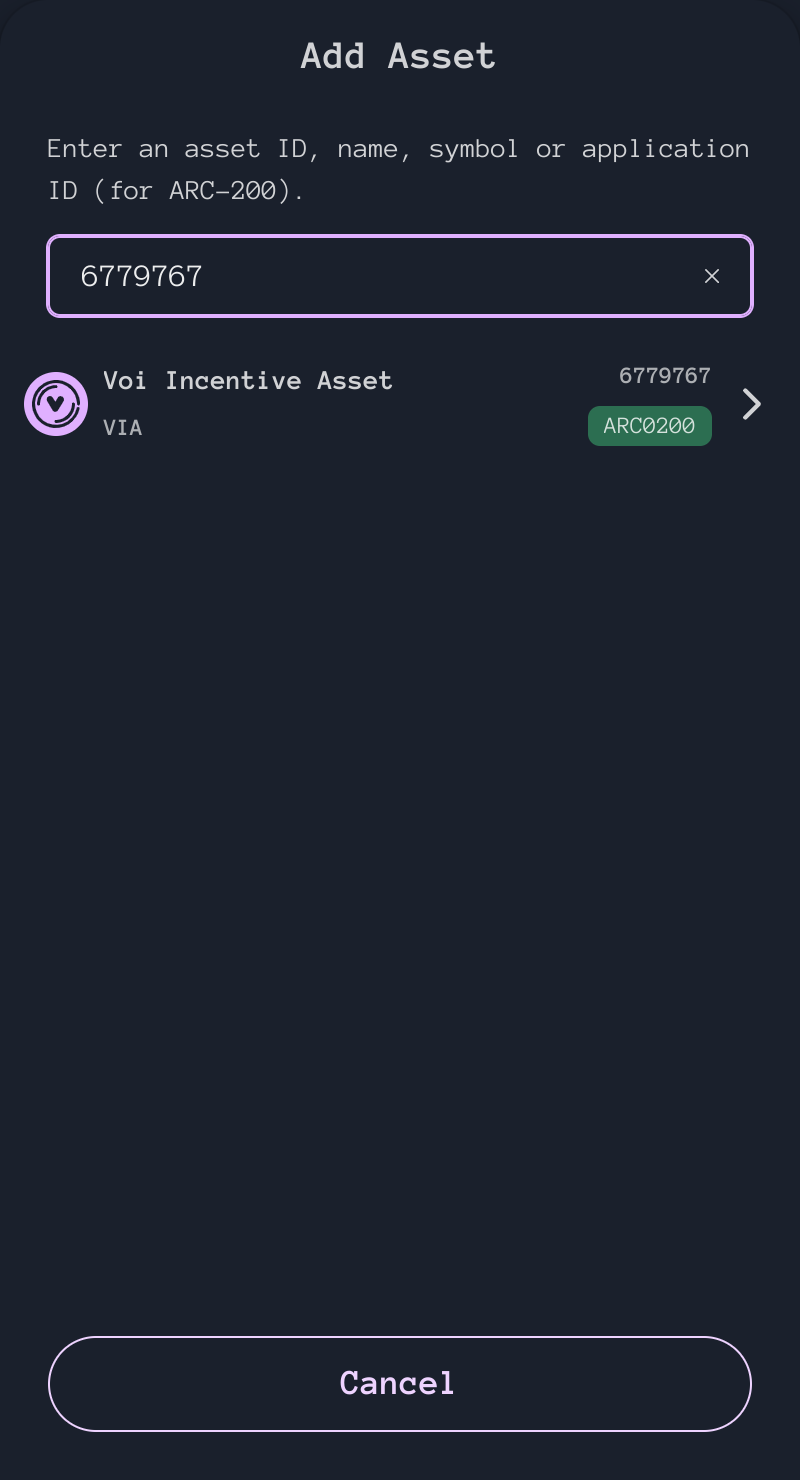 Add Asset
Enter an asset ID, name, symbol or application
ID (for ARC-200).
6779767
Voi Incentive Asset
6779767
VIA
ARC0200
Cancel